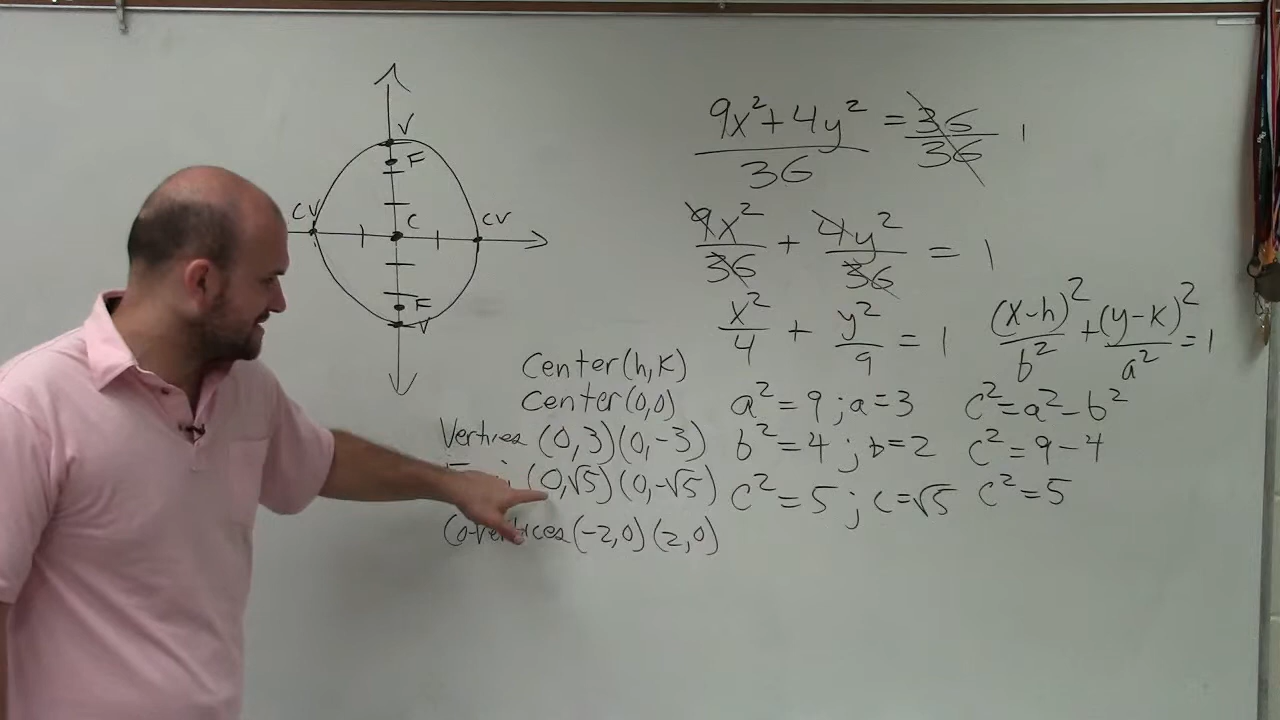 V
F
CV C CV
F
V
9x²+4y² = 36
36 36 1
9x² + 4y² = 1
36 36
x² + y² = 1 (x-h)² + (y-k)² = 1
4 9 b² a²
Center(h,k)
Center(0,0) a²=9;a=3 c²=a²-b²
Vertices (0,3)(0,-3) b²=4;b=2 c²=9-4
(0,√5)(0,-√5) c²=5;c=√5 c²=5
Co-vertices(-2,0)(2,0)